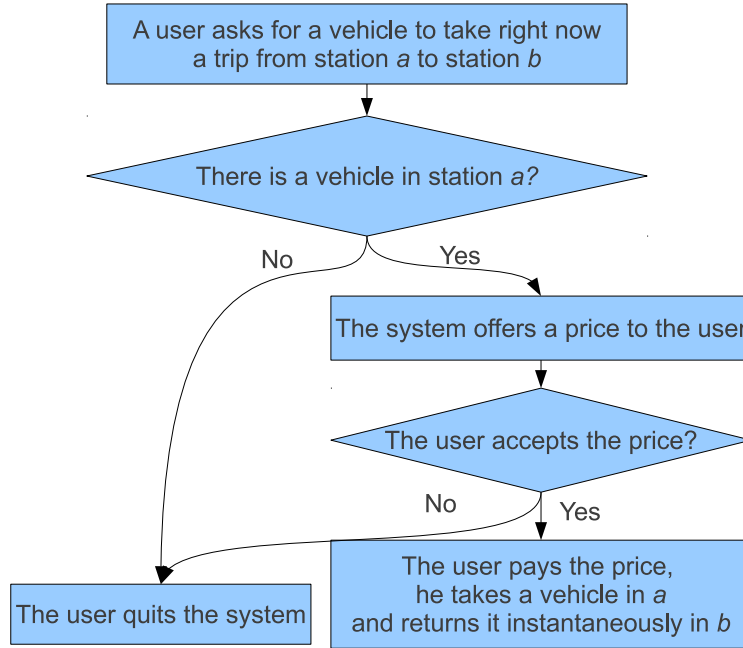 A user asks for a vehicle to take right now
a trip from station a to station b
There is a vehicle in station a?
No
Yes
The system offers a price to the user
The user accepts the price?
No
Yes
The user pays the price,
he takes a vehicle in a
and returns it instantaneously in b
The user quits the system